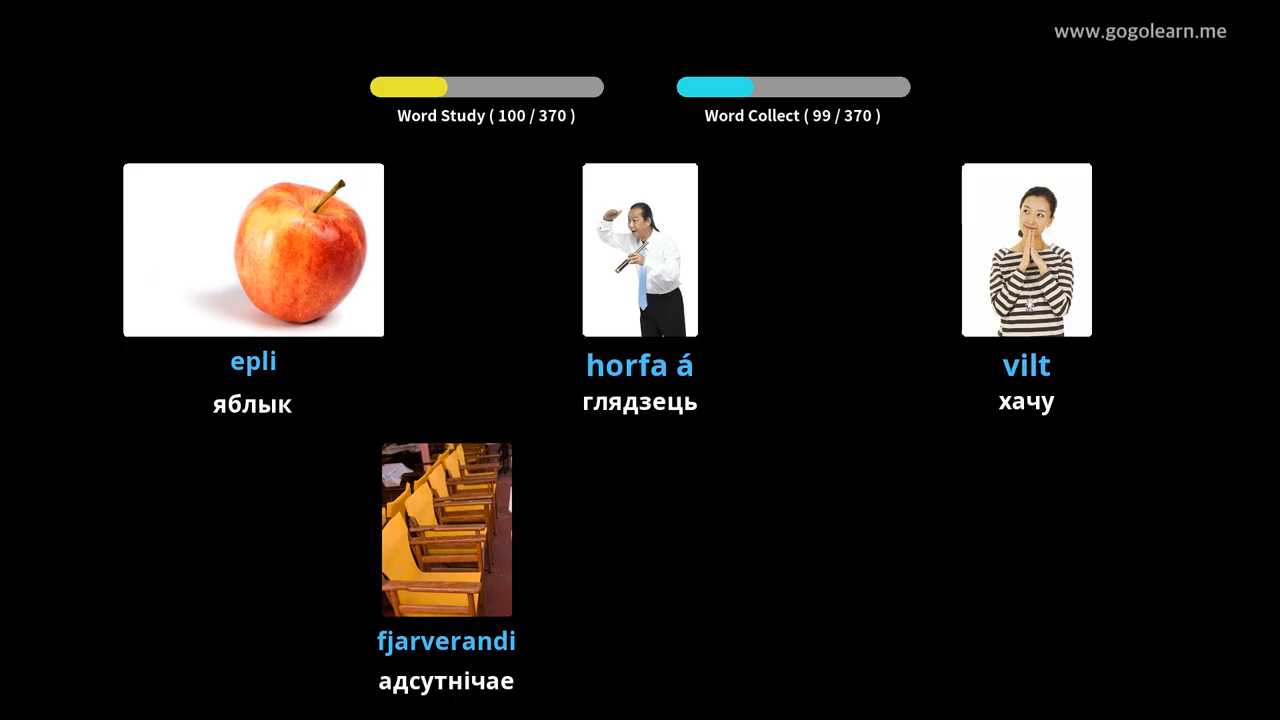 www.gogolearn.me
Word Study ( 100 / 370 )
Word Collect ( 99 / 370 )
epli
яблык
horfa á
глядзець
vilt
хачу
fjarverandi
адсутнічае